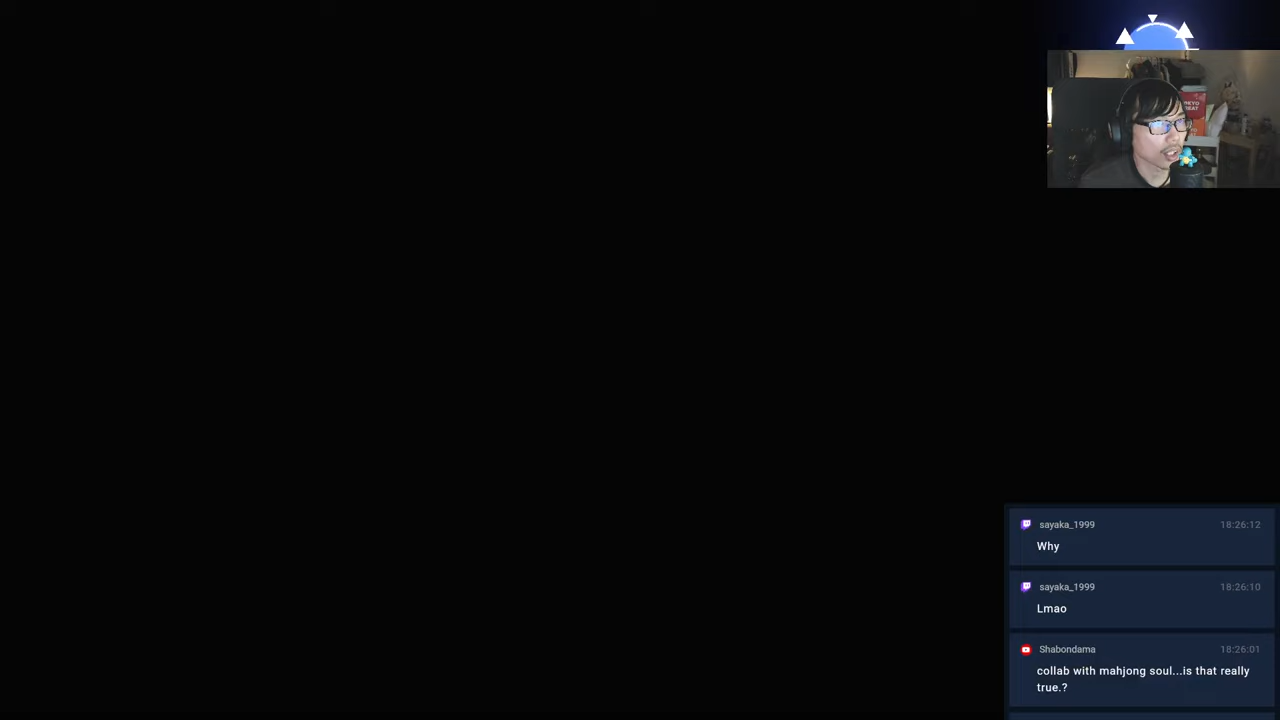 sayaka_1999 18:26:12
Why
sayaka_1999 18:26:10
Lmao
Shabondama 18:26:01
collab with mahjong soul...is that really
true.?